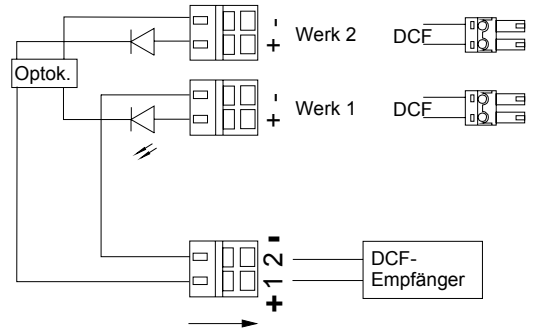 -
+
Werk 2
DCF
Optok.
-
+
Werk 1
DCF
-
2
1
+
DCF-
Empfänger